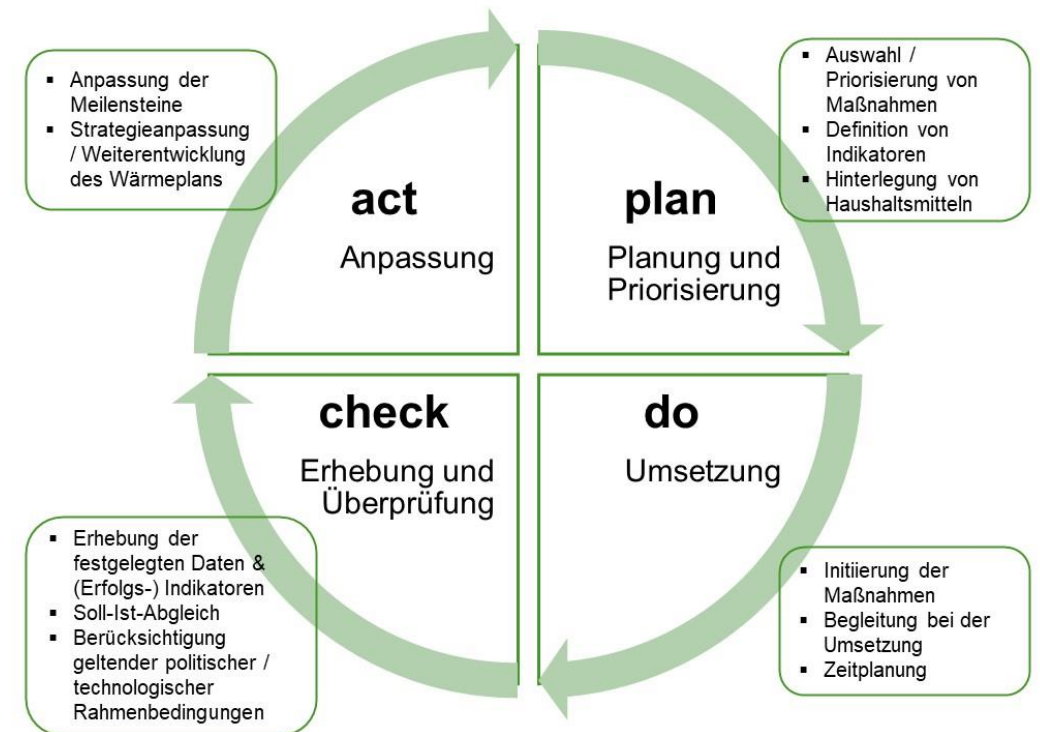 ▪ Anpassung der
Meilensteine
▪ Strategieanpassung
/ Weiterentwicklung
des Wärmeplans
act
Anpassung
plan
Planung und
Priorisierung
▪ Auswahl /
Priorisierung von
Maßnahmen
▪ Definition von
Indikatoren
▪ Hinterlegung von
Haushaltsmitteln
check
Erhebung und
Überprüfung
do
Umsetzung
▪ Erhebung der
festgelegten Daten &
(Erfolgs-) Indikatoren
▪ Soll-Ist-Abgleich
▪ Berücksichtigung
geltender politischer /
technologischer
Rahmenbedingungen
▪ Initiierung der
Maßnahmen
▪ Begleitung bei der
Umsetzung
▪ Zeitplanung